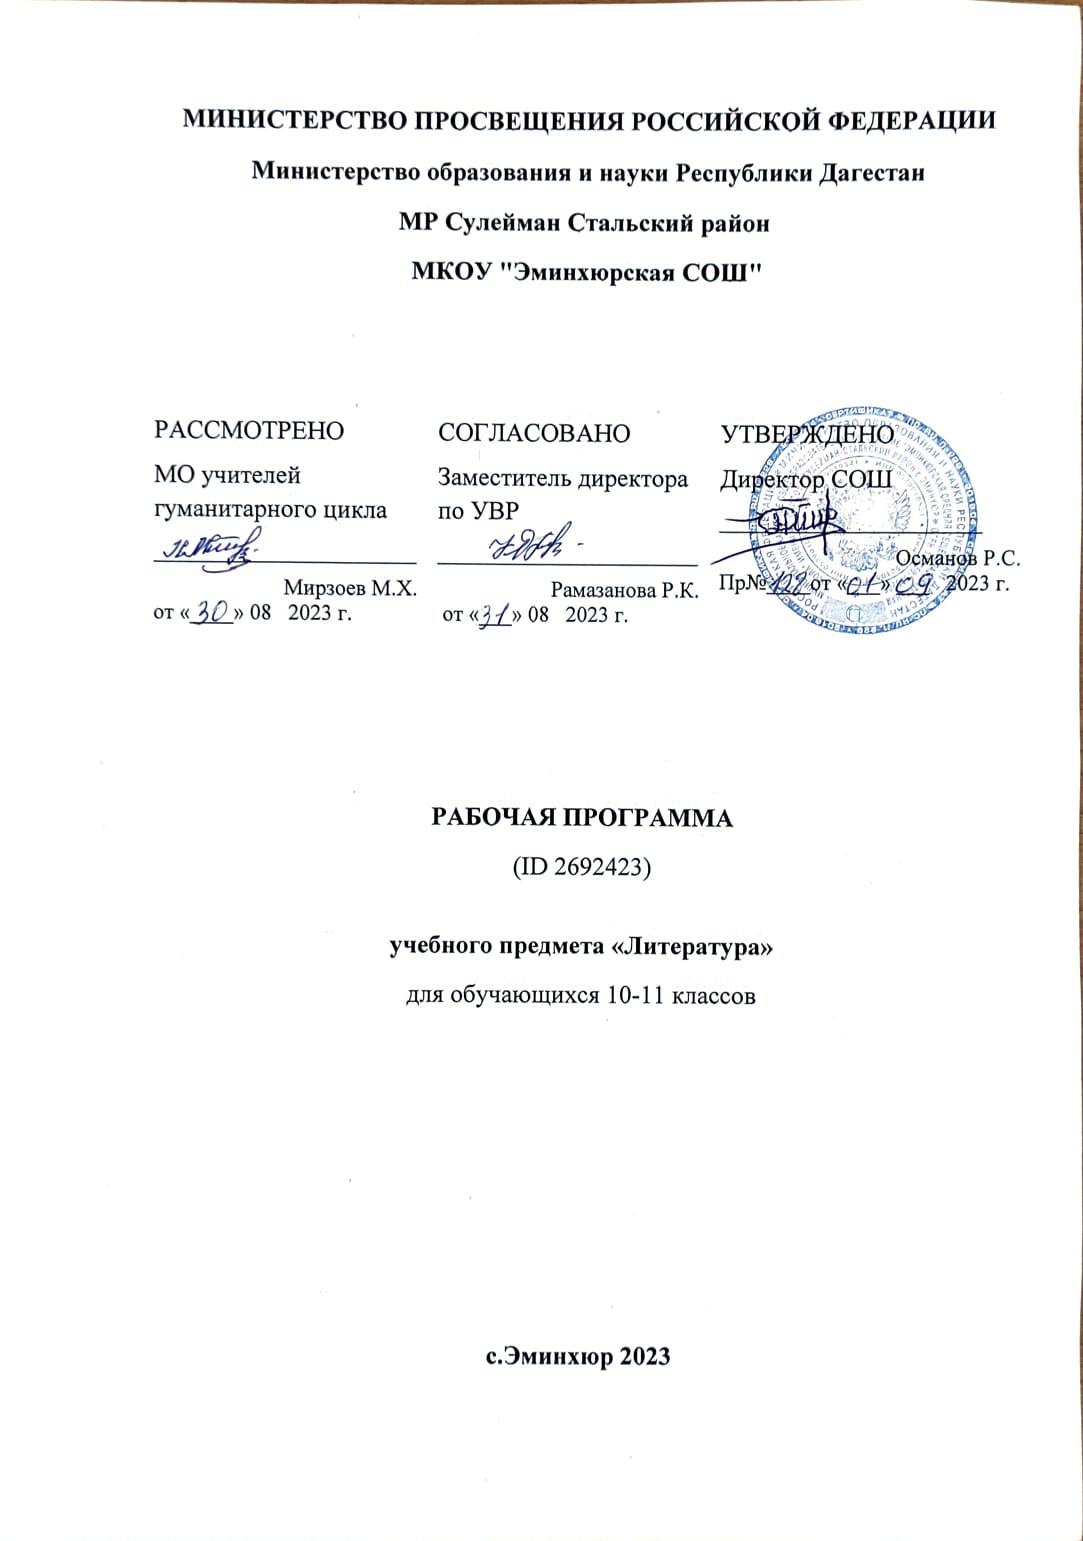 МИНИСТЕРСТВО ПРОСВЕЩЕНИЯ РОССИЙСКОЙ ФЕДЕРАЦИИ
Министерство образования и науки Республики Дагестан
МР Сулейман Стальский район
МКОУ "Эминхюрская СОШ"
РАССМОТРЕНО
МО учителей
гуманитарного цикла
Мирзоев М.Х.
от «30» 08 2023 г.
СОГЛАСОВАНО
Заместитель директора
по УВР
Рамазанова Р.К.
от «31» 08 2023 г.
УТВЕРЖДЕНО
Директор СОШ
Османов Р.С.
Пр№128 от «01» 09 2023 г.
РАБОЧАЯ ПРОГРАММА
(ID 2692423)
учебного предмета «Литература»
для обучающихся 10-11 классов
с.Эминхюр 2023